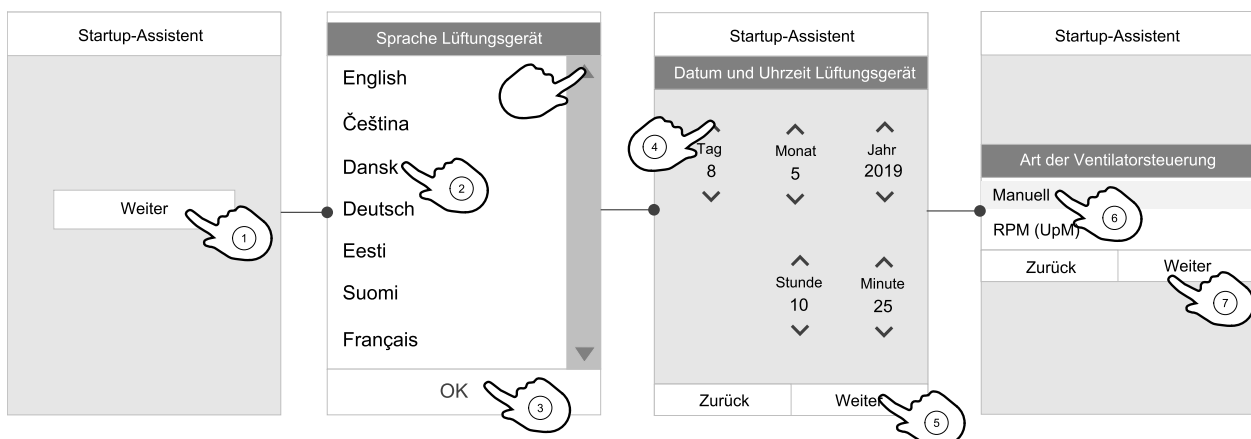 Startup-Assistent
Weiter
1
Sprache Lüftungsgerät
English
Čeština
Dansk
2
Deutsch
Eesti
Suomi
Français
OK
3
Startup-Assistent
Datum und Uhrzeit Lüftungsgerät
4
Tag Monat Jahr
8 5 2019
Stunde Minute
10 25
Zurück Weiter
5
Startup-Assistent
Art der Ventilatorsteuerung
Manuell
6
RPM (UpM)
Zurück Weiter
7